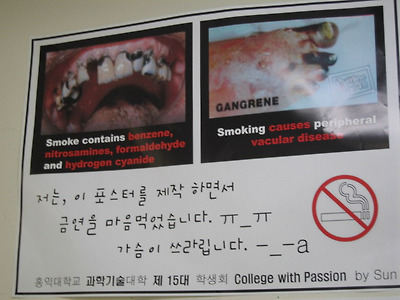 GANGRENE
Smoke contains benzene,
nitrosamines, formaldehyde
and hydrogen cyanide
Smoking causes peripheral
vacular disease
저는, 이 포스터를 제작 하면서
금연을 마음먹었습니다. ㅠ_ㅠ
가슴이 쓰라립니다. -_-a
홍익대학교 과학기술대학 제 15대 학생회 College with Passion by Sun